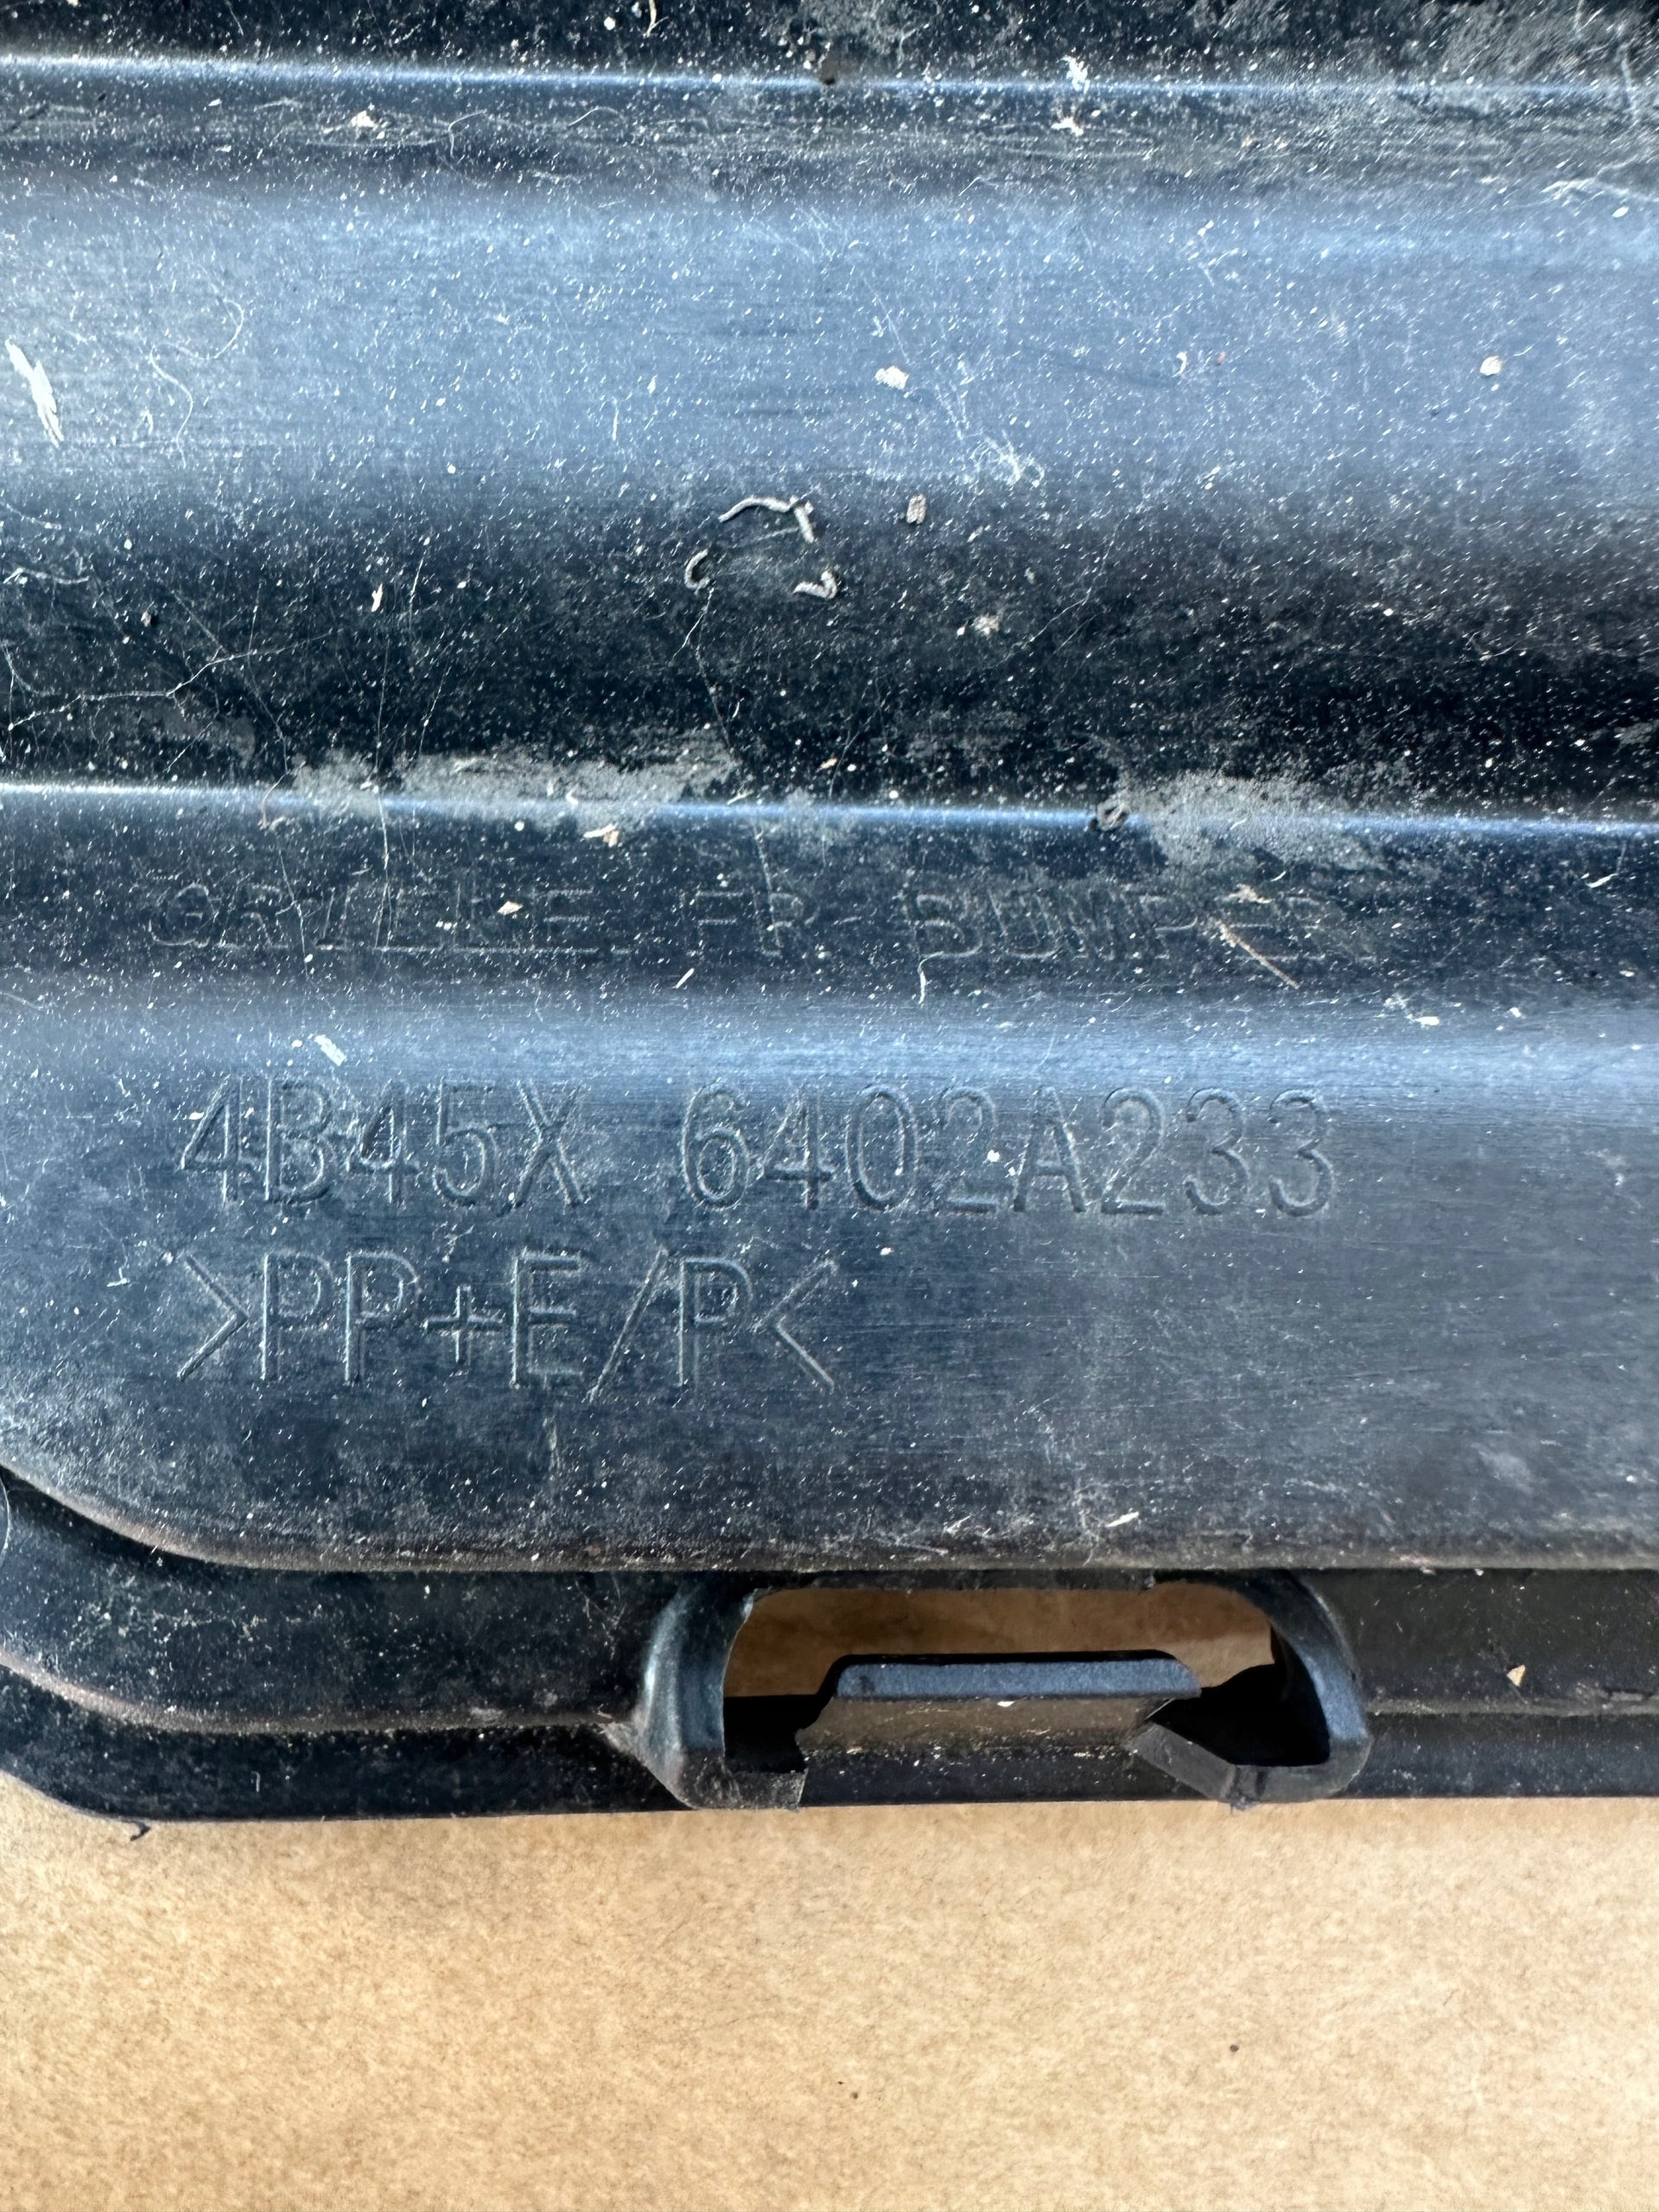 GRILLE FR BUMPER
4B45X 6402A233
>PP+E/P<